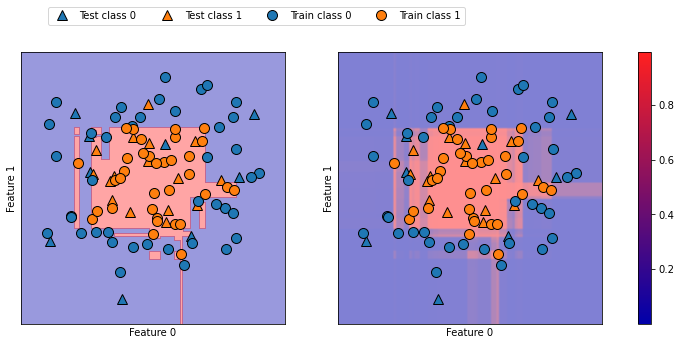 Test class 0 Test class 1 Train class 0 Train class 1
Feature 1
Feature 0
Feature 1
Feature 0
0.8
0.6
0.4
0.2